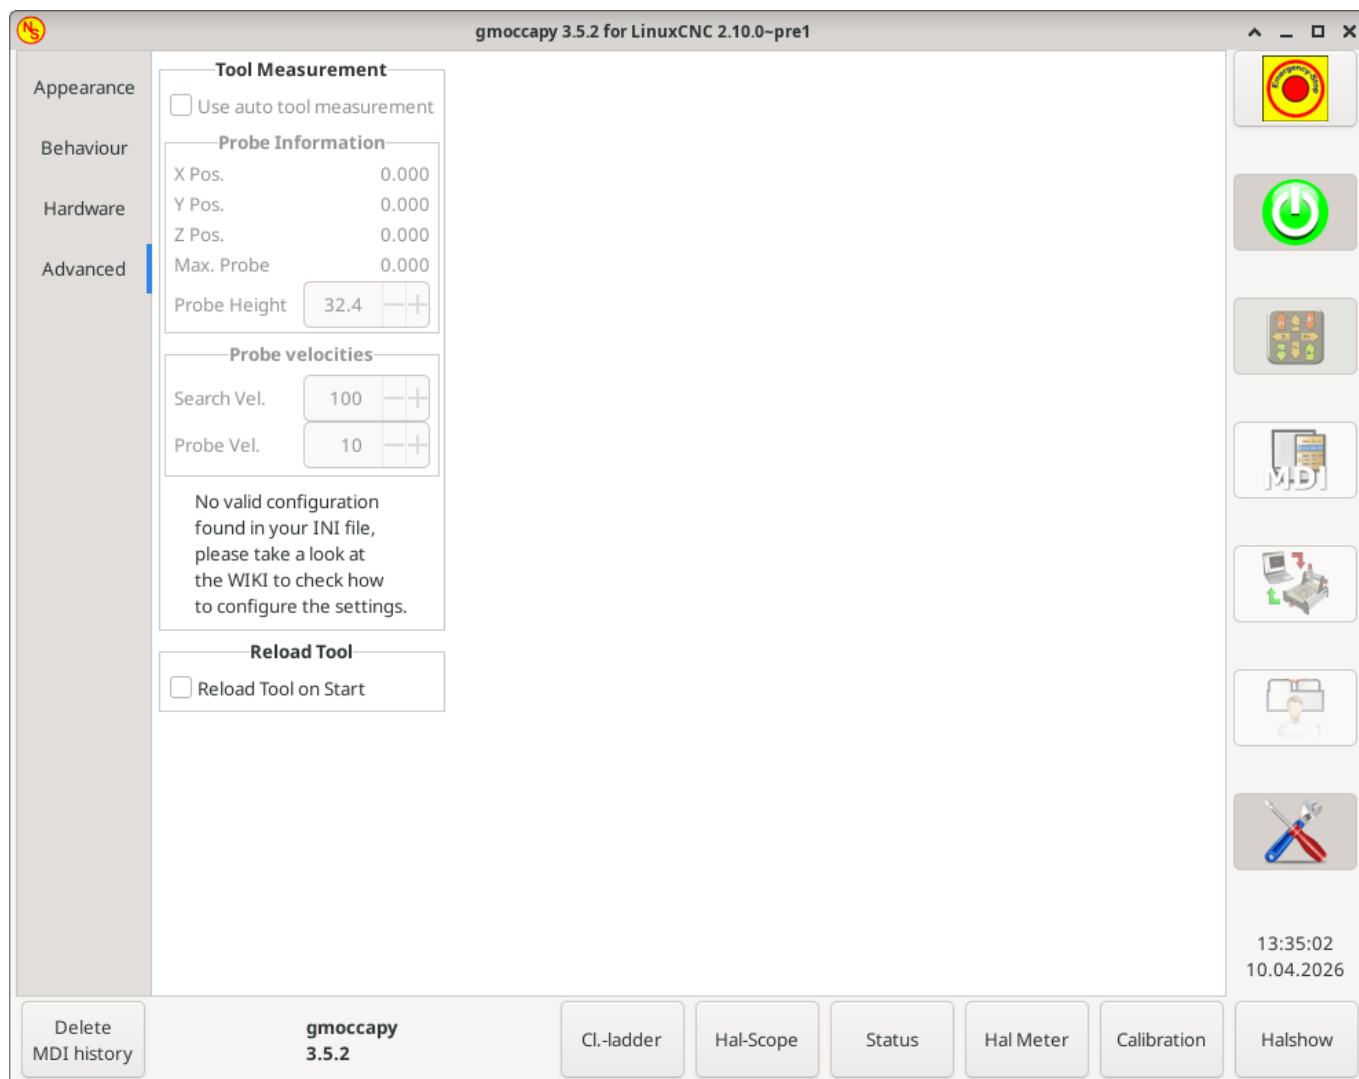 NS
gmoccapy 3.5.2 for LinuxCNC 2.10.0~pre1
Appearance
Behaviour
Hardware
Advanced
Tool Measurement
Use auto tool measurement
Probe Information
X Pos. 0.000
Y Pos. 0.000
Z Pos. 0.000
Max. Probe 0.000
Probe Height 32.4
Probe velocities
Search Vel. 100
Probe Vel. 10
No valid configuration
found in your INI file,
please take a look at
the WIKI to check how
to configure the settings.
Reload Tool
Reload Tool on Start
Emergency-Stop
MDI
13:35:02
10.04.2026
Delete
MDI history
gmoccapy
3.5.2
Cl.-ladder
Hal-Scope
Status
Hal Meter
Calibration
Halshow